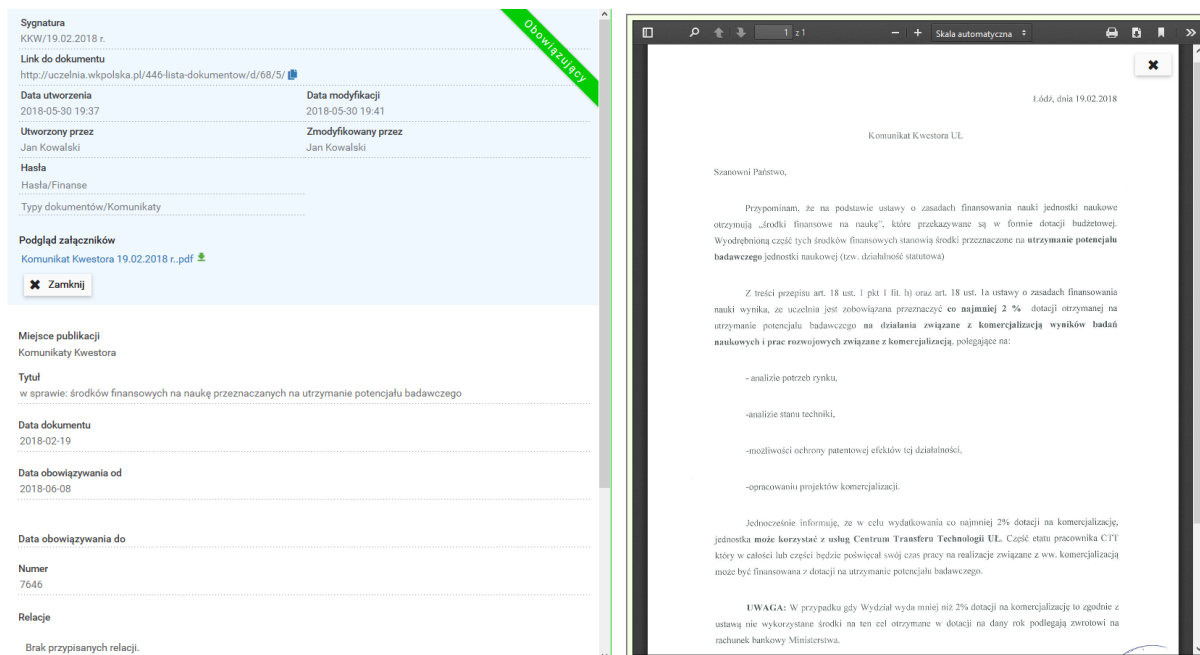 Sygnatura
KKW/19.02.2018 r.
Obowiązujący
Link do dokumentu
http://uczelnia.wkpolska.pl/446-lista-dokumentow/d/68/5/
Data utworzenia
Data modyfikacji
2018-05-30 19:37
2018-05-30 19:41
Utworzony przez
Zmodyfikowany przez
Jan Kowalski
Jan Kowalski
Hasła
Hasła/Finanse
Typy dokumentów/Komunikaty
Podgląd załączników
Komunikat Kwestora 19.02.2018 r..pdf
Zamknij
Miejsce publikacji
Komunikaty Kwestora
Tytuł
w sprawie: środków finansowych na naukę przeznaczanych na utrzymanie potencjału badawczego
Data dokumentu
2018-02-19
Data obowiązywania od
2018-06-08
Data obowiązywania do
Numer
7646
Relacje
Brak przypisanych relacji.
1 z 1
Skala automatyczna
Łódź, dnia 19.02.2018
Komunikat Kwestora UŁ
Szanowni Państwo,
Przypominam, że na podstawie ustawy o zasadach finansowania nauki jednostki naukowe
otrzymują „środki finansowe na naukę”, które przekazywane są w formie dotacji budżetowej.
Wyodrębnioną część tych środków finansowych stanowią środki przeznaczone na utrzymanie potencjału
badawczego jednostki naukowej (tzw. działalność statutowa)
Z treści przepisu art. 18 ust. 1 pkt 1 lit. h) oraz art. 18 ust. 1a ustawy o zasadach finansowania
nauki wynika, że uczelnia jest zobowiązana przeznaczyć co najmniej 2 % dotacji otrzymanej na
utrzymanie potencjału badawczego na działania związane z komercjalizacją wyników badań
naukowych i prac rozwojowych związane z komercjalizacją, polegające na:
- analizie potrzeb rynku,
-analizie stanu techniki,
-możliwości ochrony patentowej efektów tej działalności,
-opracowaniu projektów komercjalizacji.
Jednocześnie informuję, że w celu wydatkowania co najmniej 2% dotacji na komercjalizację,
jednostka może korzystać z usług Centrum Transferu Technologii UŁ. Część etatu pracownika CTT
który w całości lub części będzie poświęcał swój czas pracy na realizacje związane z ww. komercjalizacją
może być finansowana z dotacji na utrzymanie potencjału badawczego.
UWAGA: W przypadku gdy Wydział wyda mniej niż 2% dotacji na komercjalizację to zgodnie z
ustawą nie wykorzystane środki na ten cel otrzymane w dotacji na dany rok podlegają zwrotowi na
rachunek bankowy Ministerstwa.